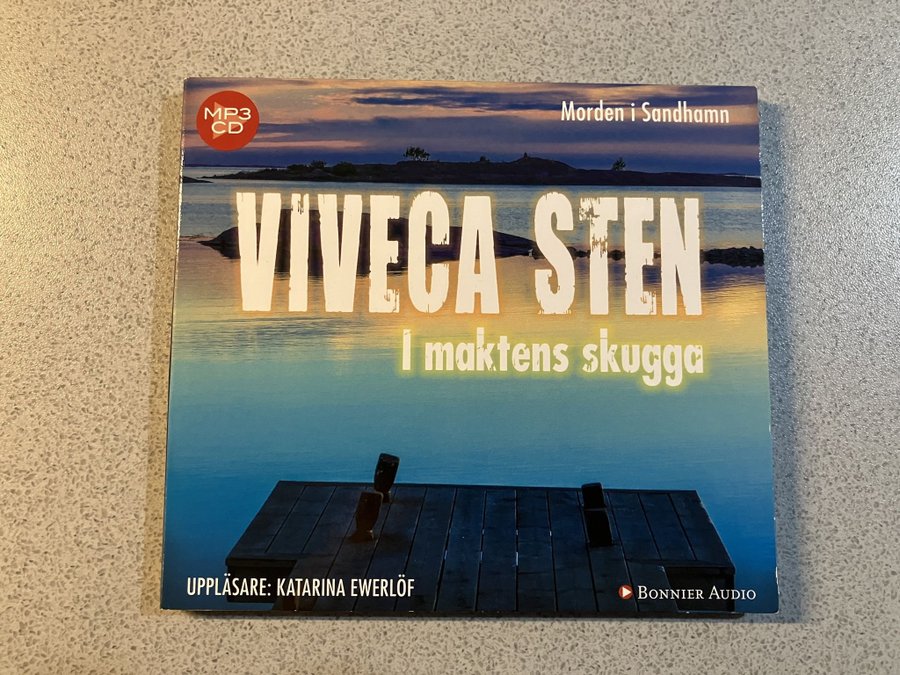 MP3
CD
Morden i Sandhamn
VIVECA STEN
I maktens skugga
UPPLÄSARE: KATARINA EWERLÖF
BONNIER AUDIO